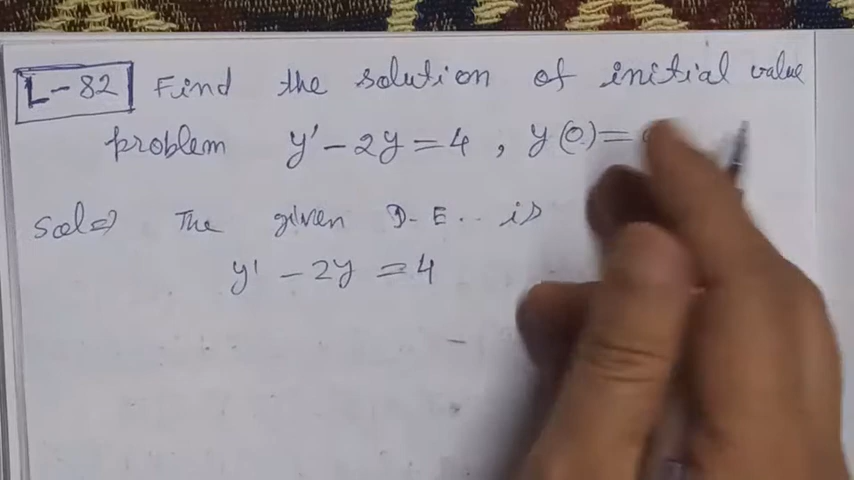 L-82 Find the solution of initial value
problem y' - 2y = 4 , y(0) =
Sol⇒ The given D.E.. is
y' - 2y = 4